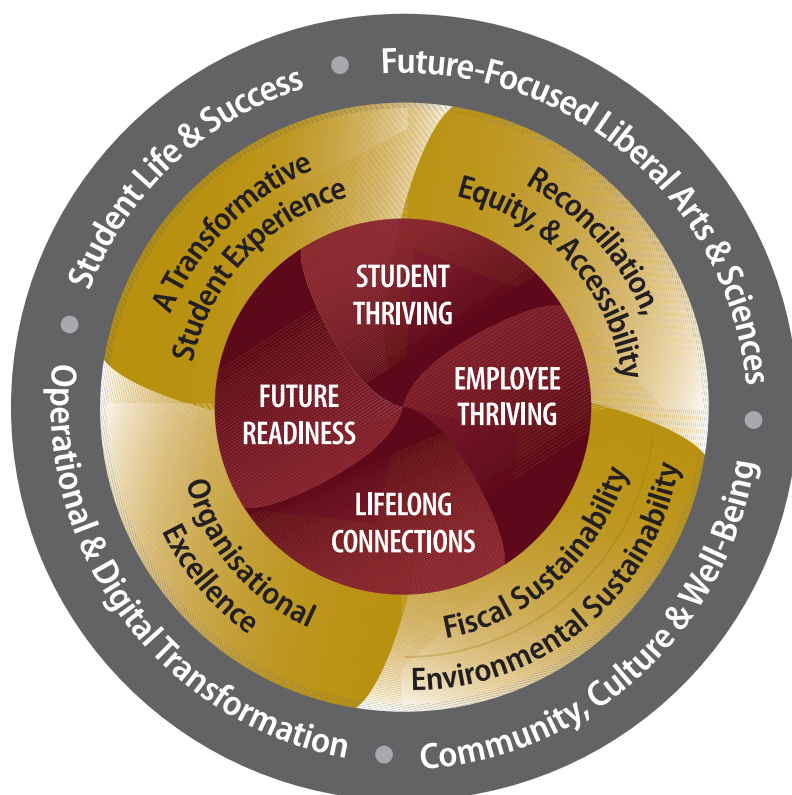 Student Life & Success
Future-Focused Liberal Arts & Sciences
Community, Culture & Well-Being
Operational & Digital Transformation
A Transformative
Student Experience
Reconciliation,
Equity, & Accessibility
Fiscal Sustainability
Environmental Sustainability
Organisational
Excellence
STUDENT
THRIVING
EMPLOYEE
THRIVING
LIFELONG
CONNECTIONS
FUTURE
READINESS